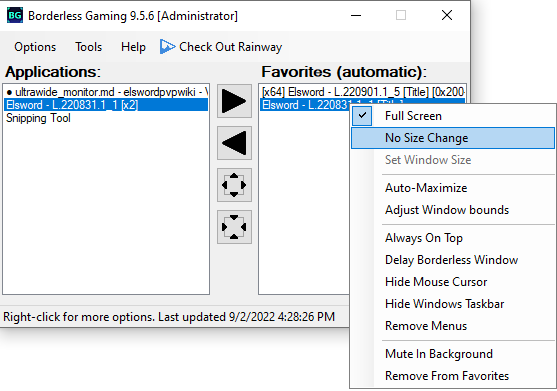 BG Borderless Gaming 9.5.6 [Administrator]
Options Tools Help Check Out Rainway
Applications: Favorites (automatic):
● ultrawide_monitor.md - elswordpvpwiki -
Elsword - L.220831.1_1 [x2]
Snipping Tool
[x64] Elsword - L.220901.1_5 [Title] [0x200
Elsword - L.220831.1_1 [Title]
Full Screen
No Size Change
Set Window Size
Auto-Maximize
Adjust Window bounds
Always On Top
Delay Borderless Window
Hide Mouse Cursor
Hide Windows Taskbar
Remove Menus
Mute In Background
Remove From Favorites
Right-click for more options. Last updated 9/2/2022 4:28:26 PM